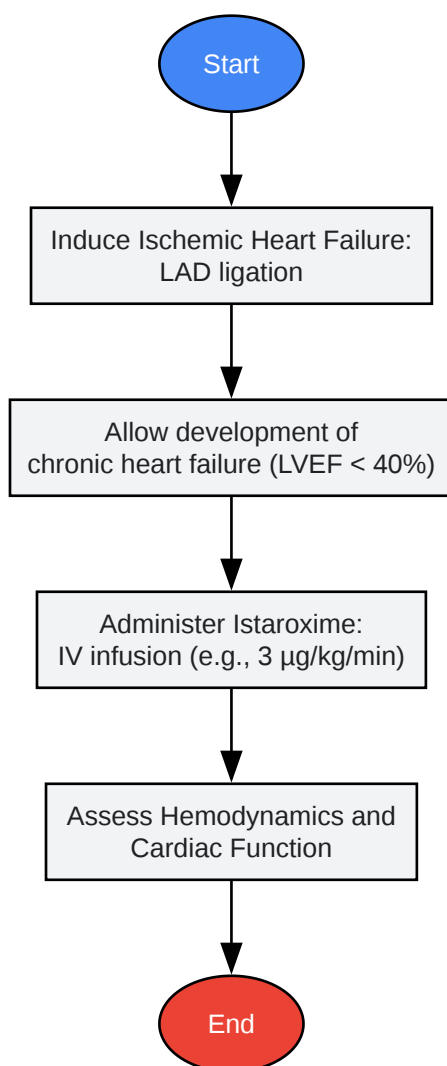 Start
Induce Ischemic Heart Failure:
LAD ligation
Allow development of
chronic heart failure (LVEF < 40%)
Administer Istaroxime:
IV infusion (e.g., 3 µg/kg/min)
Assess Hemodynamics and
Cardiac Function
End